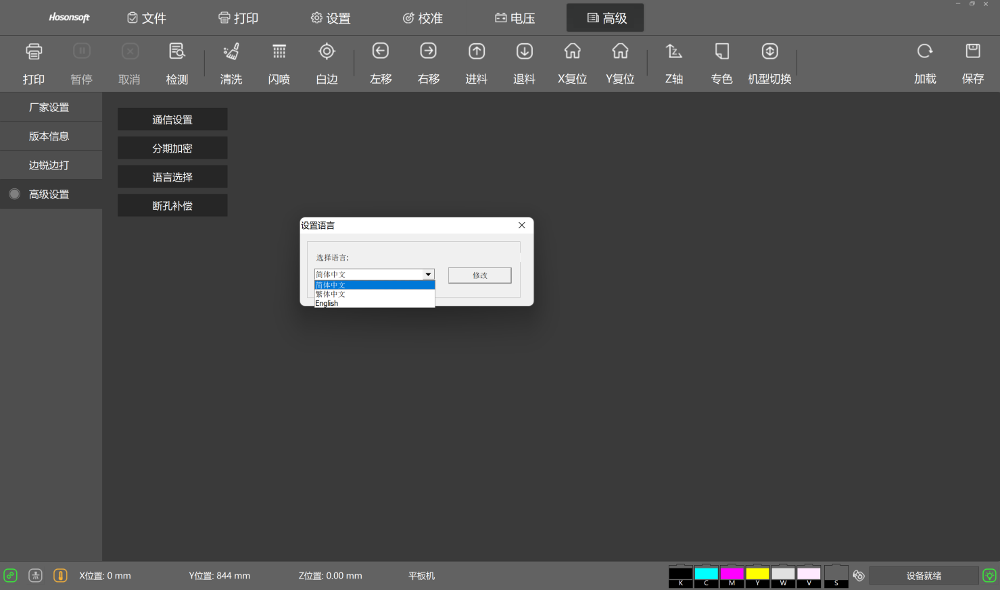 Hosonsoft 文件 打印 设置 校准 电压 高级
打印 暂停 取消 检测 清洗 闪喷 白边 左移 右移 进料 退料 X复位 Y复位 Z轴 专色 机型切换 加载 保存
厂家设置
版本信息
边锐边打
高级设置
通信设置
分期加密
语言选择
断孔补偿
设置语言
选择语言:
简体中文
修改
简体中文
繁体中文
English
X位置: 0 mm Y位置: 844 mm Z位置: 0.00 mm 平板机
K C M Y W V S
设备就绪